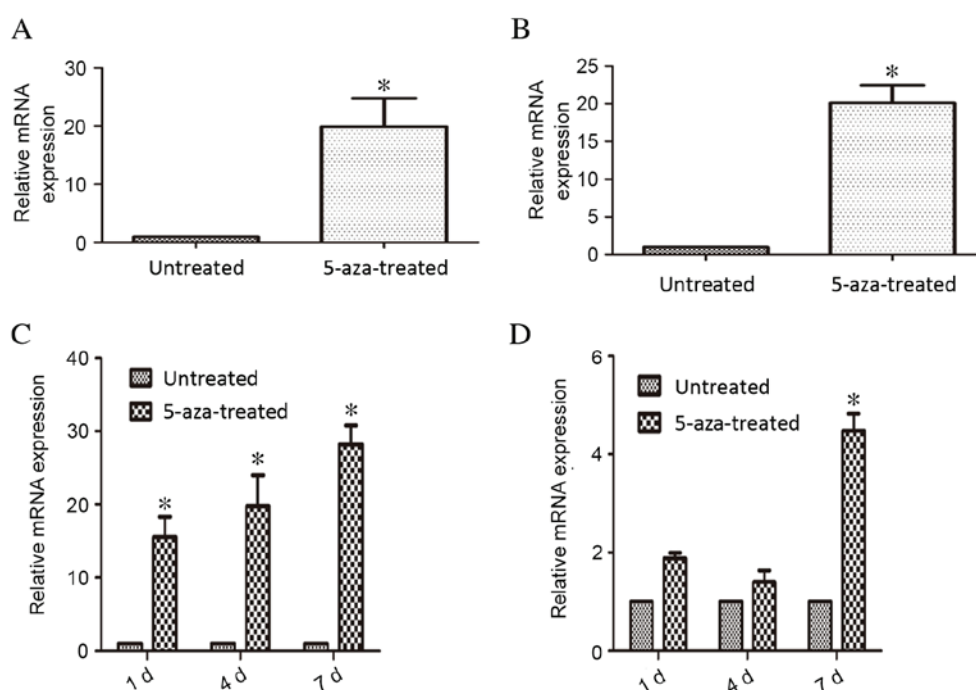 A
Relative mRNA
expression
30
20
10
0
*
Untreated
5-aza-treated
B
Relative mRNA
expression
25
20
15
10
5
0
*
Untreated
5-aza-treated
C
Relative mRNA expression
40
30
20
10
0
Untreated
5-aza-treated
*
*
*
1 d
4 d
7 d
D
Relative mRNA expression
6
4
2
0
Untreated
5-aza-treated
*
1 d
4 d
7 d